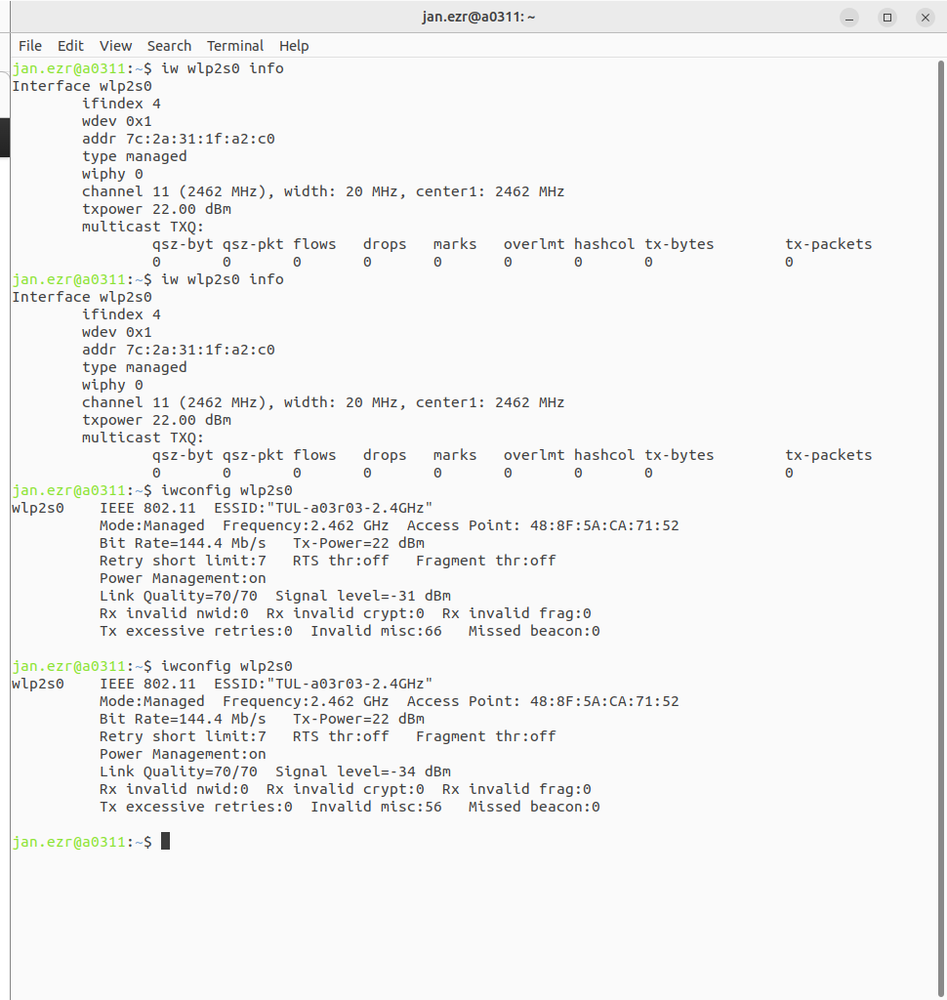 jan.ezr@a0311: ~
File Edit View Search Terminal Help
jan.ezr@a0311:~$ iw wlp2s0 info
Interface wlp2s0
        ifindex 4
        wdev 0x1
        addr 7c:2a:31:1f:a2:c0
        type managed
        wiphy 0
        channel 11 (2462 MHz), width: 20 MHz, center1: 2462 MHz
        txpower 22.00 dBm
        multicast TXQ:
                qsz-byt qsz-pkt flows   drops   marks   overlmt hashcol tx-bytes        tx-packets
                0       0       0       0       0       0       0       0               0
jan.ezr@a0311:~$ iw wlp2s0 info
Interface wlp2s0
        ifindex 4
        wdev 0x1
        addr 7c:2a:31:1f:a2:c0
        type managed
        wiphy 0
        channel 11 (2462 MHz), width: 20 MHz, center1: 2462 MHz
        txpower 22.00 dBm
        multicast TXQ:
                qsz-byt qsz-pkt flows   drops   marks   overlmt hashcol tx-bytes        tx-packets
                0       0       0       0       0       0       0       0               0
jan.ezr@a0311:~$ iwconfig wlp2s0
wlp2s0    IEEE 802.11  ESSID:"TUL-a03r03-2.4GHz"
          Mode:Managed  Frequency:2.462 GHz  Access Point: 48:8F:5A:CA:71:52
          Bit Rate=144.4 Mb/s   Tx-Power=22 dBm
          Retry short limit:7   RTS thr:off   Fragment thr:off
          Power Management:on
          Link Quality=70/70  Signal level=-31 dBm
          Rx invalid nwid:0  Rx invalid crypt:0  Rx invalid frag:0
          Tx excessive retries:0  Invalid misc:66   Missed beacon:0
jan.ezr@a0311:~$ iwconfig wlp2s0
wlp2s0    IEEE 802.11  ESSID:"TUL-a03r03-2.4GHz"
          Mode:Managed  Frequency:2.462 GHz  Access Point: 48:8F:5A:CA:71:52
          Bit Rate=144.4 Mb/s   Tx-Power=22 dBm
          Retry short limit:7   RTS thr:off   Fragment thr:off
          Power Management:on
          Link Quality=70/70  Signal level=-34 dBm
          Rx invalid nwid:0  Rx invalid crypt:0  Rx invalid frag:0
          Tx excessive retries:0  Invalid misc:56   Missed beacon:0
jan.ezr@a0311:~$